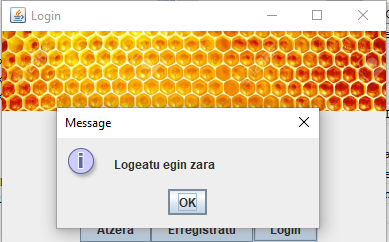 Login
Message
Logeatu egin zara
OK
Atzera Erregistratu Login